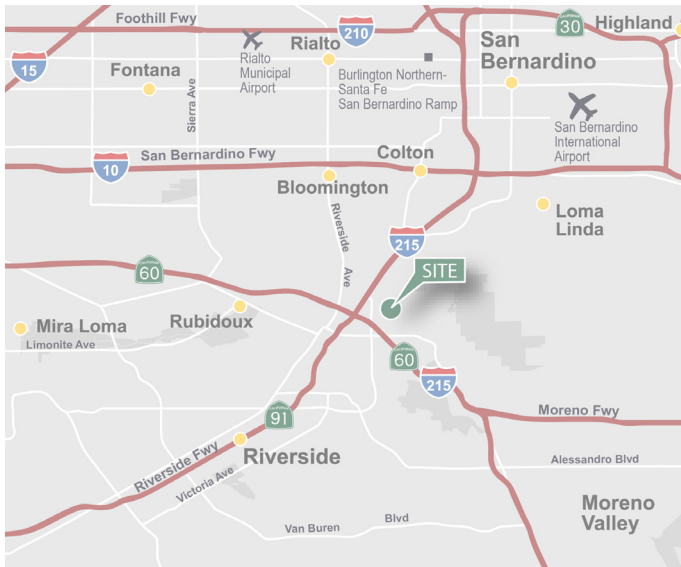 Foothill Fwy
210
30
Highland
15
Rialto
San
Bernardino
Fontana
Sierra Ave
Rialto
Municipal
Airport
Burlington Northern-
Santa Fe
San Bernardino Ramp
San Bernardino
International
Airport
San Bernardino Fwy
Colton
10
Bloomington
Riverside
Ave
Loma
Linda
215
60
SITE
Mira Loma
Rubidoux
Limonite Ave
60
215
91
Moreno Fwy
Riverside Fwy
Riverside
Victoria Ave
Alessandro Blvd
Moreno
Valley
Van Buren
Blvd